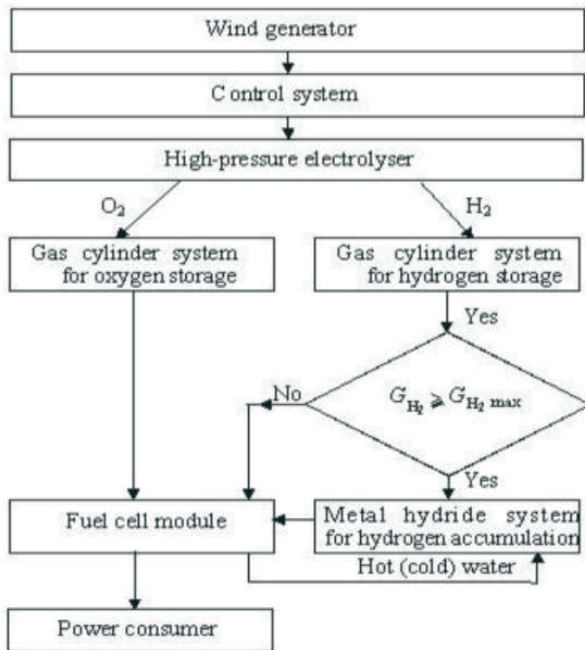 Wind generator
Control system
High-pressure electrolyser
O₂
H₂
Gas cylinder system
for oxygen storage
Gas cylinder system
for hydrogen storage
Yes
No
G_H₂ ⩾ G_H₂ max
Yes
Fuel cell module
Metal hydride system
for hydrogen accumulation
Hot (cold) water
Power consumer